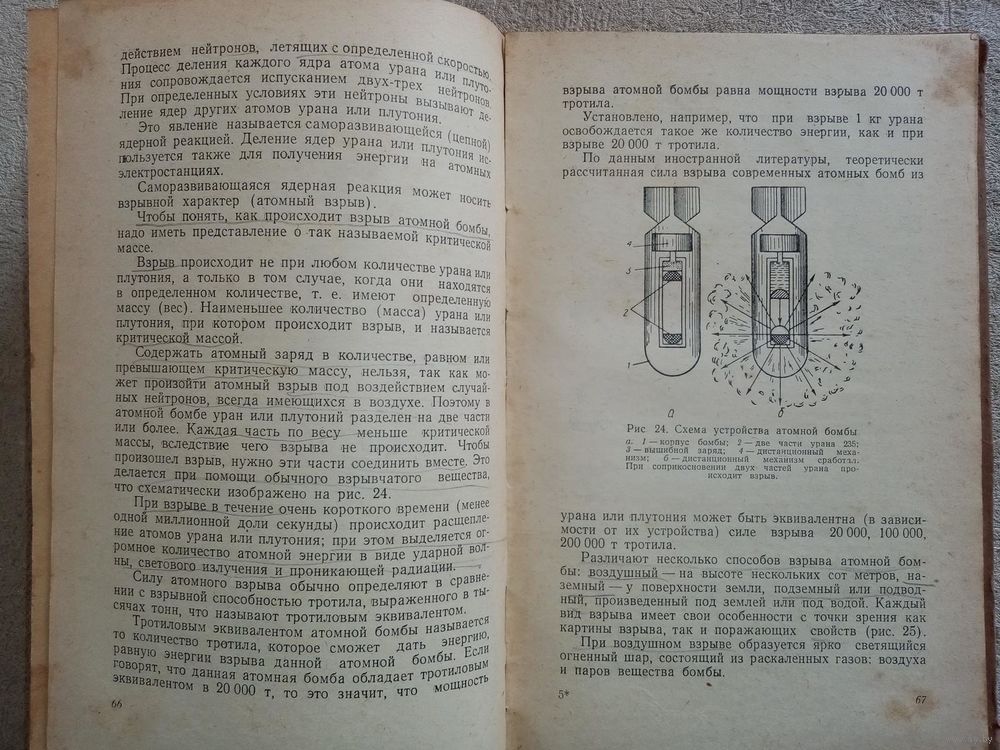 действием нейтронов, летящих с определенной скоростью.
Процесс деления каждого ядра атома урана или плуто-
ния сопровождается испусканием двух-трех нейтронов.
При определенных условиях эти нейтроны вызывают де-
ление ядер других атомов урана или плутония.
Это явление называется саморазвивающейся (цепной)
ядерной реакцией. Деление ядер урана или плутония ис-
пользуется также для получения энергии на атомных
электростанциях.
Саморазвивающаяся ядерная реакция может носить
взрывной характер (атомный взрыв).
Чтобы понять, как происходит взрыв атомной бомбы,
надо иметь представление о так называемой критической
массе.
Взрыв происходит не при любом количестве урана или
плутония, а только в том случае, когда они находятся
в определенном количестве, т. е. имеют определенную
массу (вес). Наименьшее количество (масса) урана или
плутония, при котором происходит взрыв, и называется
критической массой.
Содержать атомный заряд в количестве, равном или
превышающем критическую массу, нельзя, так как мо-
жет произойти атомный взрыв под воздействием случай-
ных нейтронов, всегда имеющихся в воздухе. Поэтому в
атомной бомбе уран или плутоний разделен на две части
или более. Каждая часть по весу меньше критической
массы, вследствие чего взрыва не происходит. Чтобы
произошел взрыв, нужно эти части соединить вместе. Это
делается при помощи обычного взрывчатого вещества,
что схематически изображено на рис. 24.
При взрыве в течение очень короткого времени (менее
одной миллионной доли секунды) происходит расщепле-
ние атомов урана или плутония; при этом выделяется ог-
ромное количество атомной энергии в виде ударной вол-
ны, светового излучения и проникающей радиации.
Силу атомного взрыва обычно определяют в сравне-
нии с взрывной способностью тротила, выраженного в ты-
сячах тонн, что называют тротиловым эквивалентом.
Тротиловым эквивалентом атомной бомбы называется
то количество тротила, которое сможет дать энергию,
равную энергии взрыва данной атомной бомбы. Если
говорят, что данная атомная бомба обладает тротиловым
эквивалентом в 20 000 т, то это значит, что мощность
66
взрыва атомной бомбы равна мощности взрыва 20 000 т
тротила.
Установлено, например, что при взрыве 1 кг урана
освобождается такое же количество энергии, как и при
взрыве 20 000 т тротила.
По данным иностранной литературы, теоретически
рассчитанная сила взрыва современных атомных бомб из
4
3
2
1
а
б
Рис 24. Схема устройства атомной бомбы
а. 1 — корпус бомбы; 2 — две части урана 235;
3 — вышибной заряд; 4 — дистанционный меха-
низм; б — дистанционный механизм сработал.
При соприкосновении двух частей урана про-
исходит взрыв.
урана или плутония может быть эквивалентна (в зависи-
мости от их устройства) силе взрыва 20 000, 100 000,
200 000 т тротила.
Различают несколько способов взрыва атомной бом-
бы: воздушный — на высоте нескольких сот метров, на-
земный — у поверхности земли, подземный или подвод-
ный, произведенный под землей или под водой. Каждый
вид взрыва имеет свои особенности с точки зрения как
картины взрыва, так и поражающих свойств (рис. 25).
При воздушном взрыве образуется ярко светящийся
огненный шар, состоящий из раскаленных газов: воздуха
и паров вещества бомбы.
5*
67